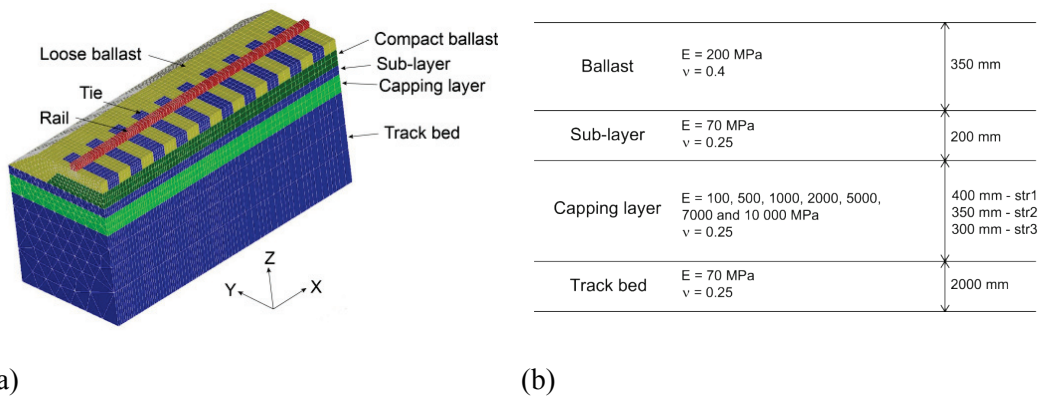 Loose ballast
Tie
Rail
Compact ballast
Sub-layer
Capping layer
Track bed
Z
Y
X
Ballast
E = 200 MPa
ν = 0.4
350 mm
Sub-layer
E = 70 MPa
ν = 0.25
200 mm
Capping layer
E = 100, 500, 1000, 2000, 5000,
7000 and 10 000 MPa
ν = 0.25
400 mm - str1
350 mm - str2
300 mm - str3
Track bed
E = 70 MPa
ν = 0.25
2000 mm
a)
(b)